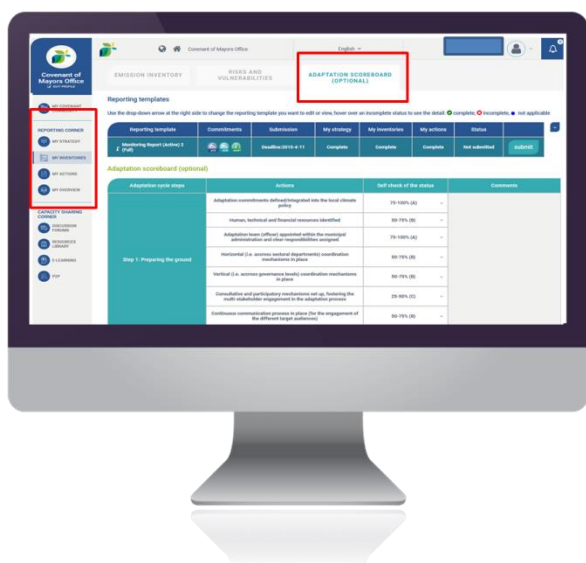 Covenant of
Mayors Office
Covenant of Mayors Office
English
EMISSION INVENTORY
RISKS AND
VULNERABILITIES
ADAPTATION SCOREBOARD
(OPTIONAL)
MY COVENANT
REPORTING CORNER
MY STRATEGY
MY INVENTORIES
MY ACTIONS
MY OVERVIEW
CAPACITY SHARING
CORNER
DISCUSSION
FORUMS
RESOURCES
LIBRARY
E-LEARNING
PDF
Reporting templates
Use the drop-down arrow at the right side to change the reporting template you want to edit or view, hover over an incomplete status to see the detail: complete, incomplete, not applicable
Reporting template Commitments Submission My strategy My inventories My actions Status
Monitoring Report (Active) 2
(Full)
Deadline:2019-4-11 Complete Complete Complete Not submitted submit
Adaptation scoreboard (optional)
Adaptation cycle steps Actions Self check of the status Comments
Step 1: Preparing the ground
Adaptation commitments defined/integrated into the local climate
policy
75-100% (A)
Human, technical and financial resources identified
50-75% (B)
Adaptation team (officer) appointed within the municipal
administration and clear responsibilities assigned
75-100% (A)
Horizontal (i.e. accross sectoral departments) coordination
mechanisms in place
50-75% (B)
Vertical (i.e. accross governance levels) coordination mechanisms
in place
50-75% (B)
Consultative and participatory mechanisms set up, fostering the
multi-stakeholder engagement in the adaptation process
25-50% (C)
Continuous communication process in place (for the engagement of
the different target audiences)
50-75% (B)